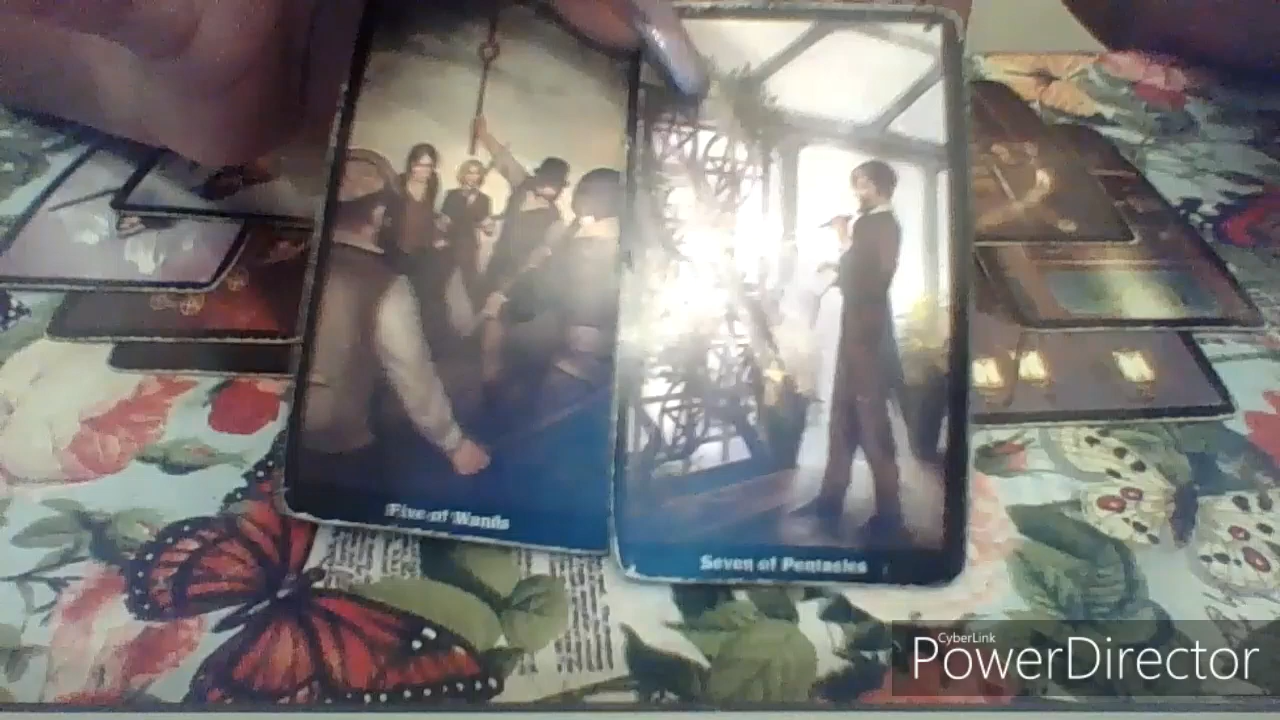 Five of Wands
Seven of Pentacles
CyberLink
PowerDirector